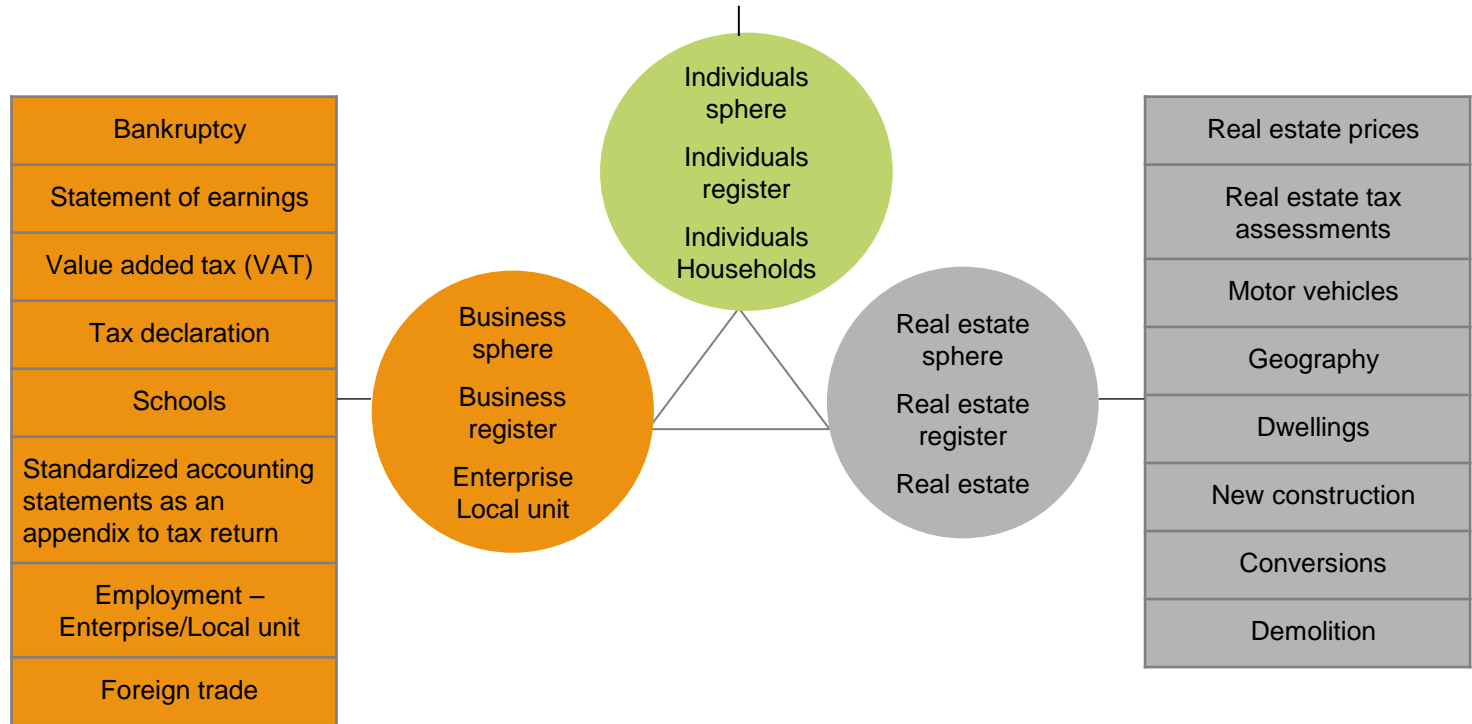 Individuals
sphere
Individuals
register
Individuals
Households
Bankruptcy
Statement of earnings
Value added tax (VAT)
Tax declaration
Schools
Standardized accounting
statements as an
appendix to tax return
Employment –
Enterprise/Local unit
Foreign trade
Business
sphere
Business
register
Enterprise
Local unit
Real estate
sphere
Real estate
register
Real estate
Real estate prices
Real estate tax
assessments
Motor vehicles
Geography
Dwellings
New construction
Conversions
Demolition